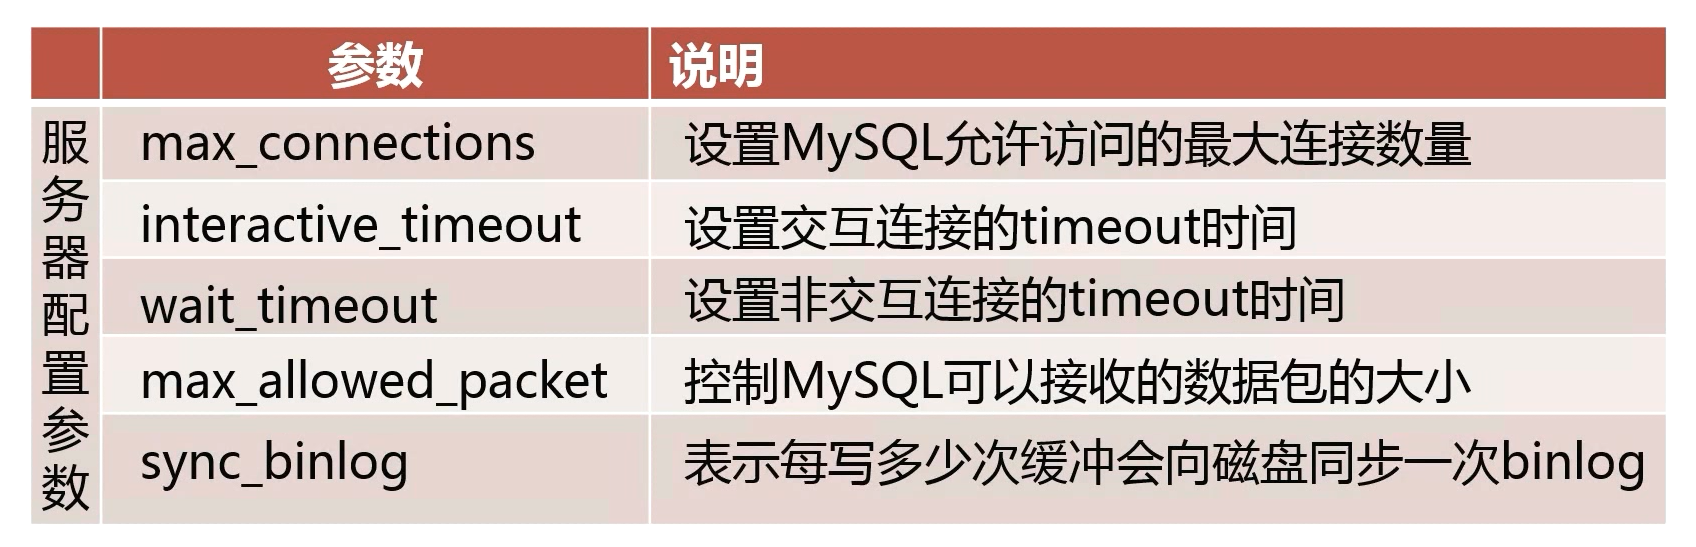 参数 说明
服务器配置参数
max_connections 设置MySQL允许访问的最大连接数量
interactive_timeout 设置交互连接的timeout时间
wait_timeout 设置非交互连接的timeout时间
max_allowed_packet 控制MySQL可以接收的数据包的大小
sync_binlog 表示每写多少次缓冲会向磁盘同步一次binlog